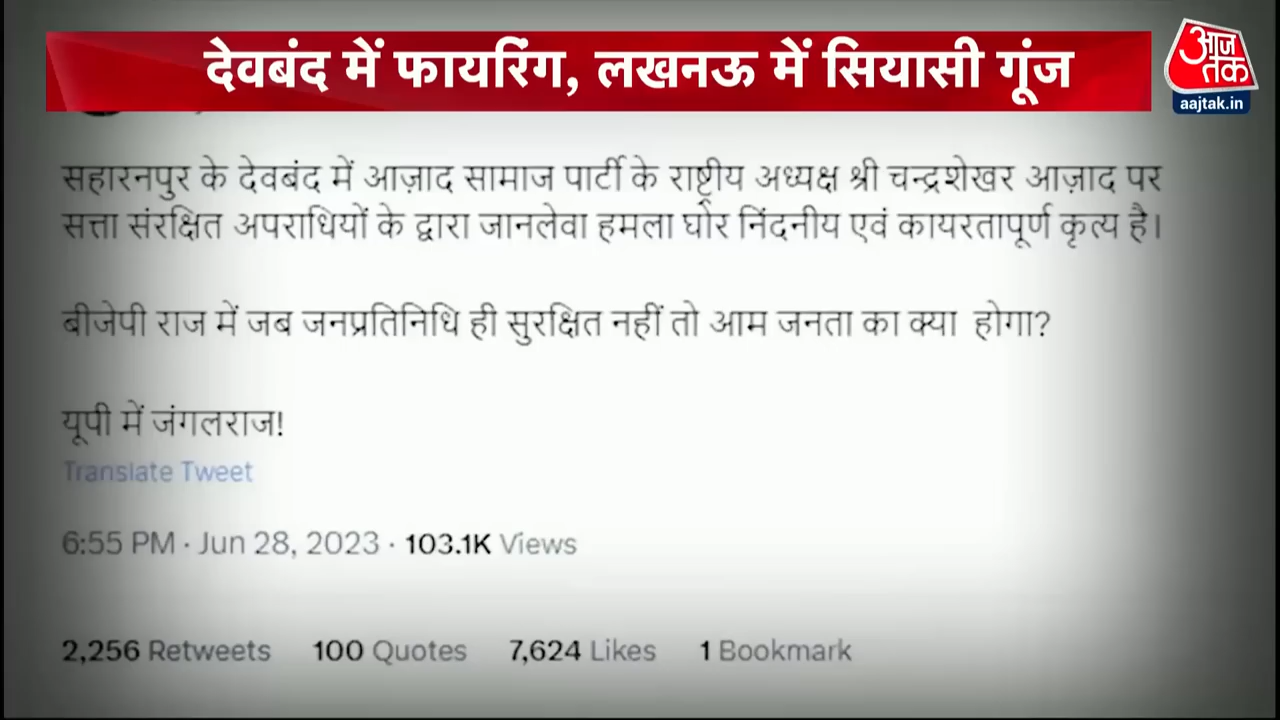 देवबंद में फायरिंग, लखनऊ में सियासी गूंज
आज
तक
aajtak.in
सहारनपुर के देवबंद में आज़ाद सामाज पार्टी के राष्ट्रीय अध्यक्ष श्री चन्द्रशेखर आज़ाद पर
सत्ता संरक्षित अपराधियों के द्वारा जानलेवा हमला घोर निंदनीय एवं कायरतापूर्ण कृत्य है।
बीजेपी राज में जब जनप्रतिनिधि ही सुरक्षित नहीं तो आम जनता का क्या होगा?
यूपी में जंगलराज!
Translate Tweet
6:55 PM · Jun 28, 2023 · 103.1K Views
2,256 Retweets 100 Quotes 7,624 Likes 1 Bookmark